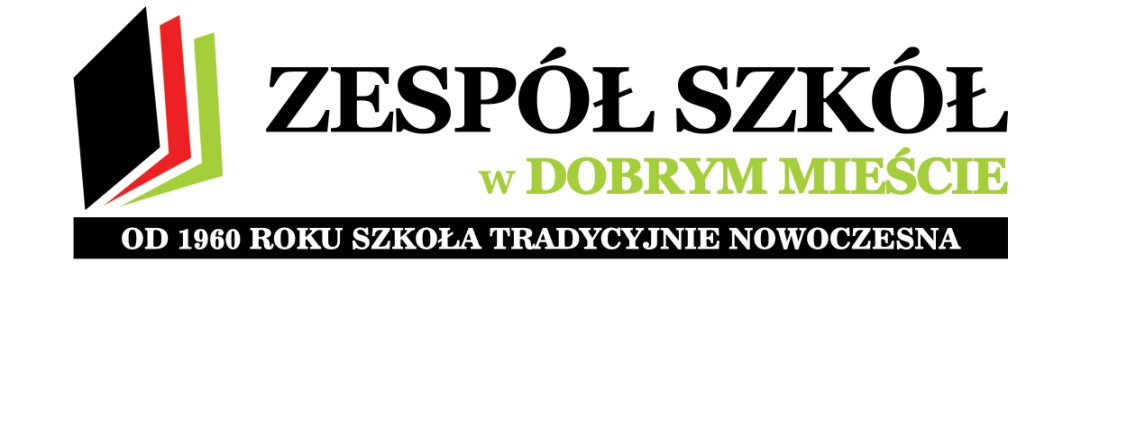 ZESPÓŁ SZKÓŁ
w DOBRYM MIEŚCIE
OD 1960 ROKU SZKOŁA TRADYCYJNIE NOWOCZESNA